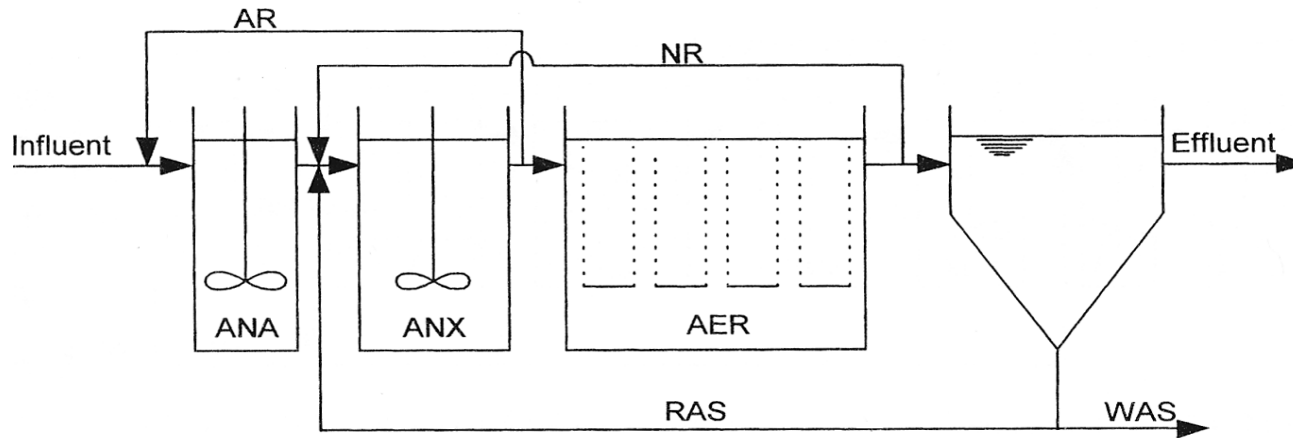 AR
NR
Influent
Effluent
ANA
ANX
AER
RAS
WAS